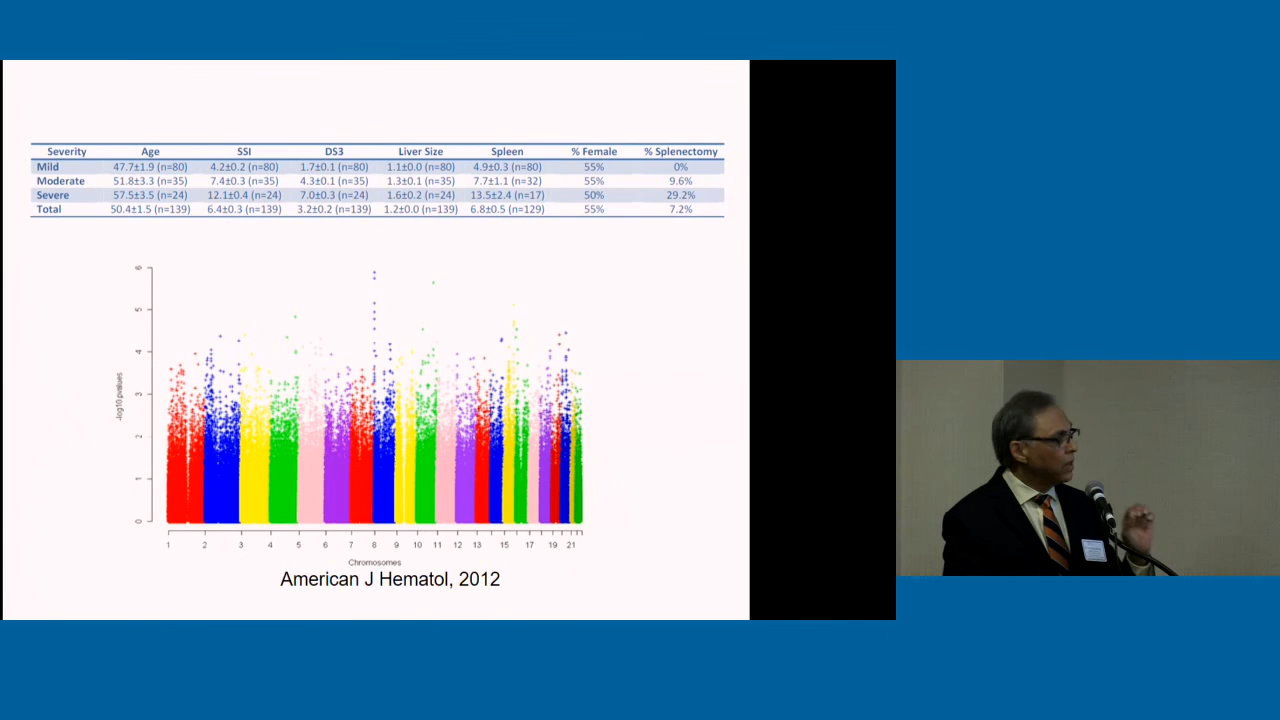 Severity Age SSI DS3 Liver Size Spleen % Female % Splenectomy
Mild 47.7±1.9 (n=80) 4.2±0.2 (n=80) 1.7±0.1 (n=80) 1.1±0.0 (n=80) 4.9±0.3 (n=80) 55% 0%
Moderate 51.8±3.3 (n=35) 7.4±0.3 (n=35) 4.3±0.1 (n=35) 1.3±0.1 (n=35) 7.7±1.1 (n=32) 55% 9.6%
Severe 57.5±3.5 (n=24) 12.1±0.4 (n=24) 7.0±0.3 (n=24) 1.6±0.2 (n=24) 13.5±2.4 (n=17) 50% 29.2%
Total 50.4±1.5 (n=139) 6.4±0.3 (n=139) 3.2±0.2 (n=139) 1.2±0.0 (n=139) 6.8±0.5 (n=129) 55% 7.2%
6
5
4
3
2
1
0
-log10 pvalues
1 2 3 4 5 6 7 8 9 10 11 12 13 15 17 19 21
Chromosomes
American J Hematol, 2012